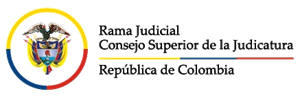 Rama Judicial
Consejo Superior de la Judicatura
República de Colombia